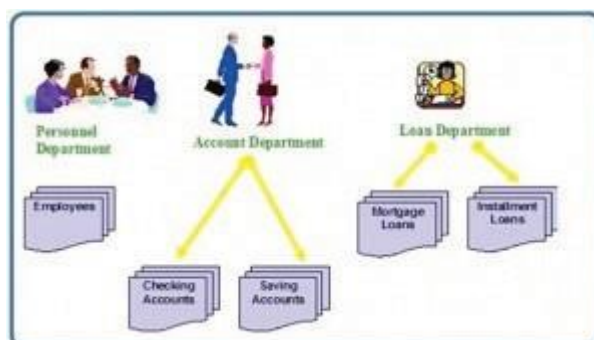 Personnel
Department
Account Department
Loan Department
Employees
Mortgage
Loans
Installment
Loans
Checking
Accounts
Saving
Accounts